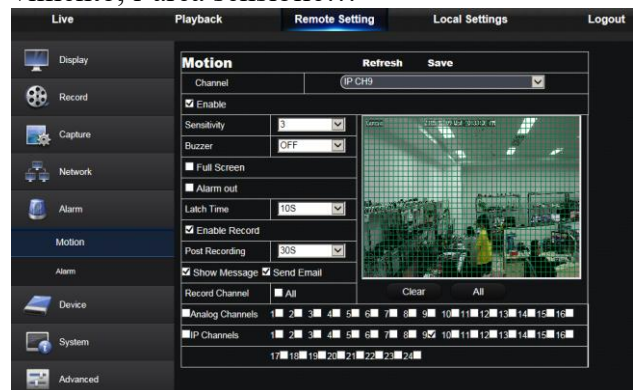 Live Playback Remote Setting Local Settings Logout
Display
Record
Capture
Network
Alarm
Motion
Alarm
Device
System
Advanced
Motion Refresh Save
Channel IP CH9
Enable
Sensitivity 3
Buzzer OFF
Full Screen
Alarm out
Latch Time 10S
Enable Record
Post Recording 30S
Show Message Send Email
Record Channel All
Clear All
Analog Channels 1 2 3 4 5 6 7 8 9 10 11 12 13 14 15 16
IP Channels 1 2 3 4 5 6 7 8 9 10 11 12 13 14 15 16
17 18 19 20 21 22 23 24